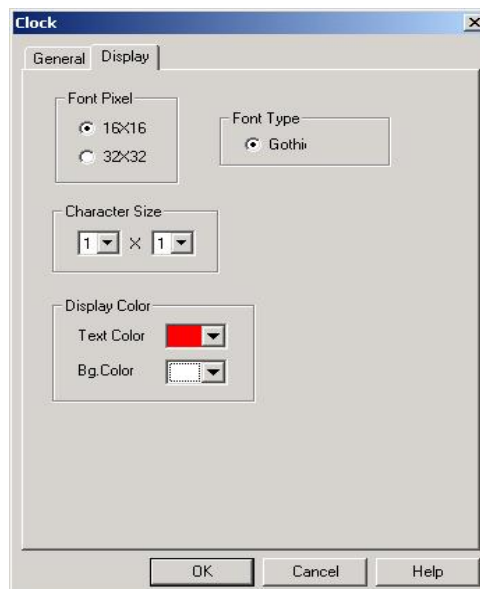 Clock
General Display
Font Pixel
16X16
32X32
Font Type
Gothi
Character Size
1 X 1
Display Color
Text Color
Bg.Color
OK Cancel Help